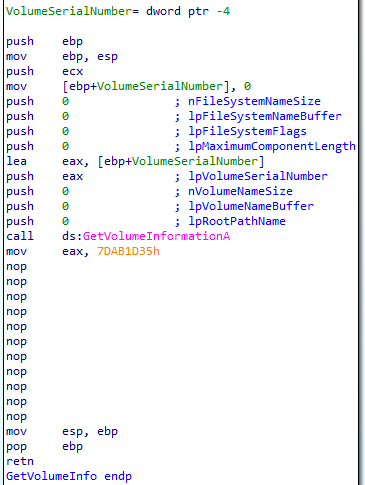 VolumeSerialNumber= dword ptr -4
push ebp
mov ebp, esp
push ecx
mov [ebp+VolumeSerialNumber], 0
push 0 ; nFileSystemNameSize
push 0 ; lpFileSystemNameBuffer
push 0 ; lpFileSystemFlags
push 0 ; lpMaximumComponentLength
lea eax, [ebp+VolumeSerialNumber]
push eax ; lpVolumeSerialNumber
push 0 ; nVolumeNameSize
push 0 ; lpVolumeNameBuffer
push 0 ; lpRootPathName
call ds:GetVolumeInformationA
mov eax, 7DAB1D35h
nop
nop
nop
nop
nop
nop
nop
nop
nop
nop
nop
mov esp, ebp
pop ebp
retn
GetVolumeInfo endp